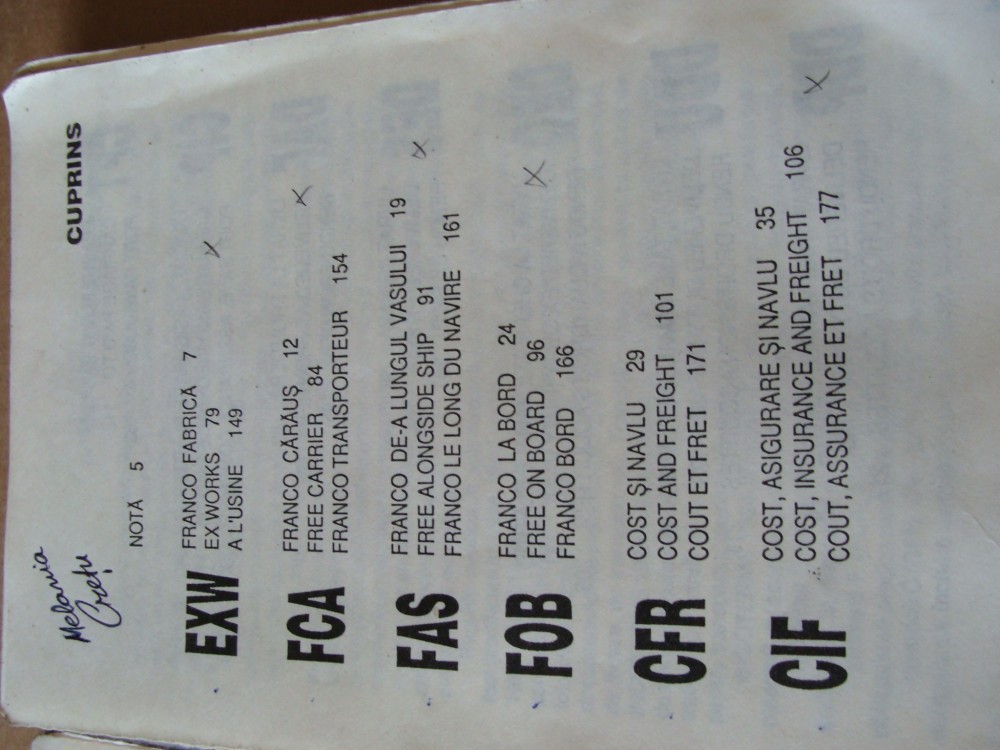 Melania
Crețu
CUPRINS
NOTĂ 5
EXW
FRANCO FABRICĂ 7
EX WORKS 79
A L'USINE 149
FCA
FRANCO CĂRĂUȘ 12
FREE CARRIER 84
FRANCO TRANSPORTEUR 154
FAS
FRANCO DE-A LUNGUL VASULUI 19
FREE ALONGSIDE SHIP 91
FRANCO LE LONG DU NAVIRE 161
FOB
FRANCO LA BORD 24
FREE ON BOARD 96
FRANCO BORD 166
CFR
COST ȘI NAVLU 29
COST AND FREIGHT 101
COUT ET FRET 171
CIF
COST, ASIGURARE ȘI NAVLU 35
COST, INSURANCE AND FREIGHT 106
COUT, ASSURANCE ET FRET 177